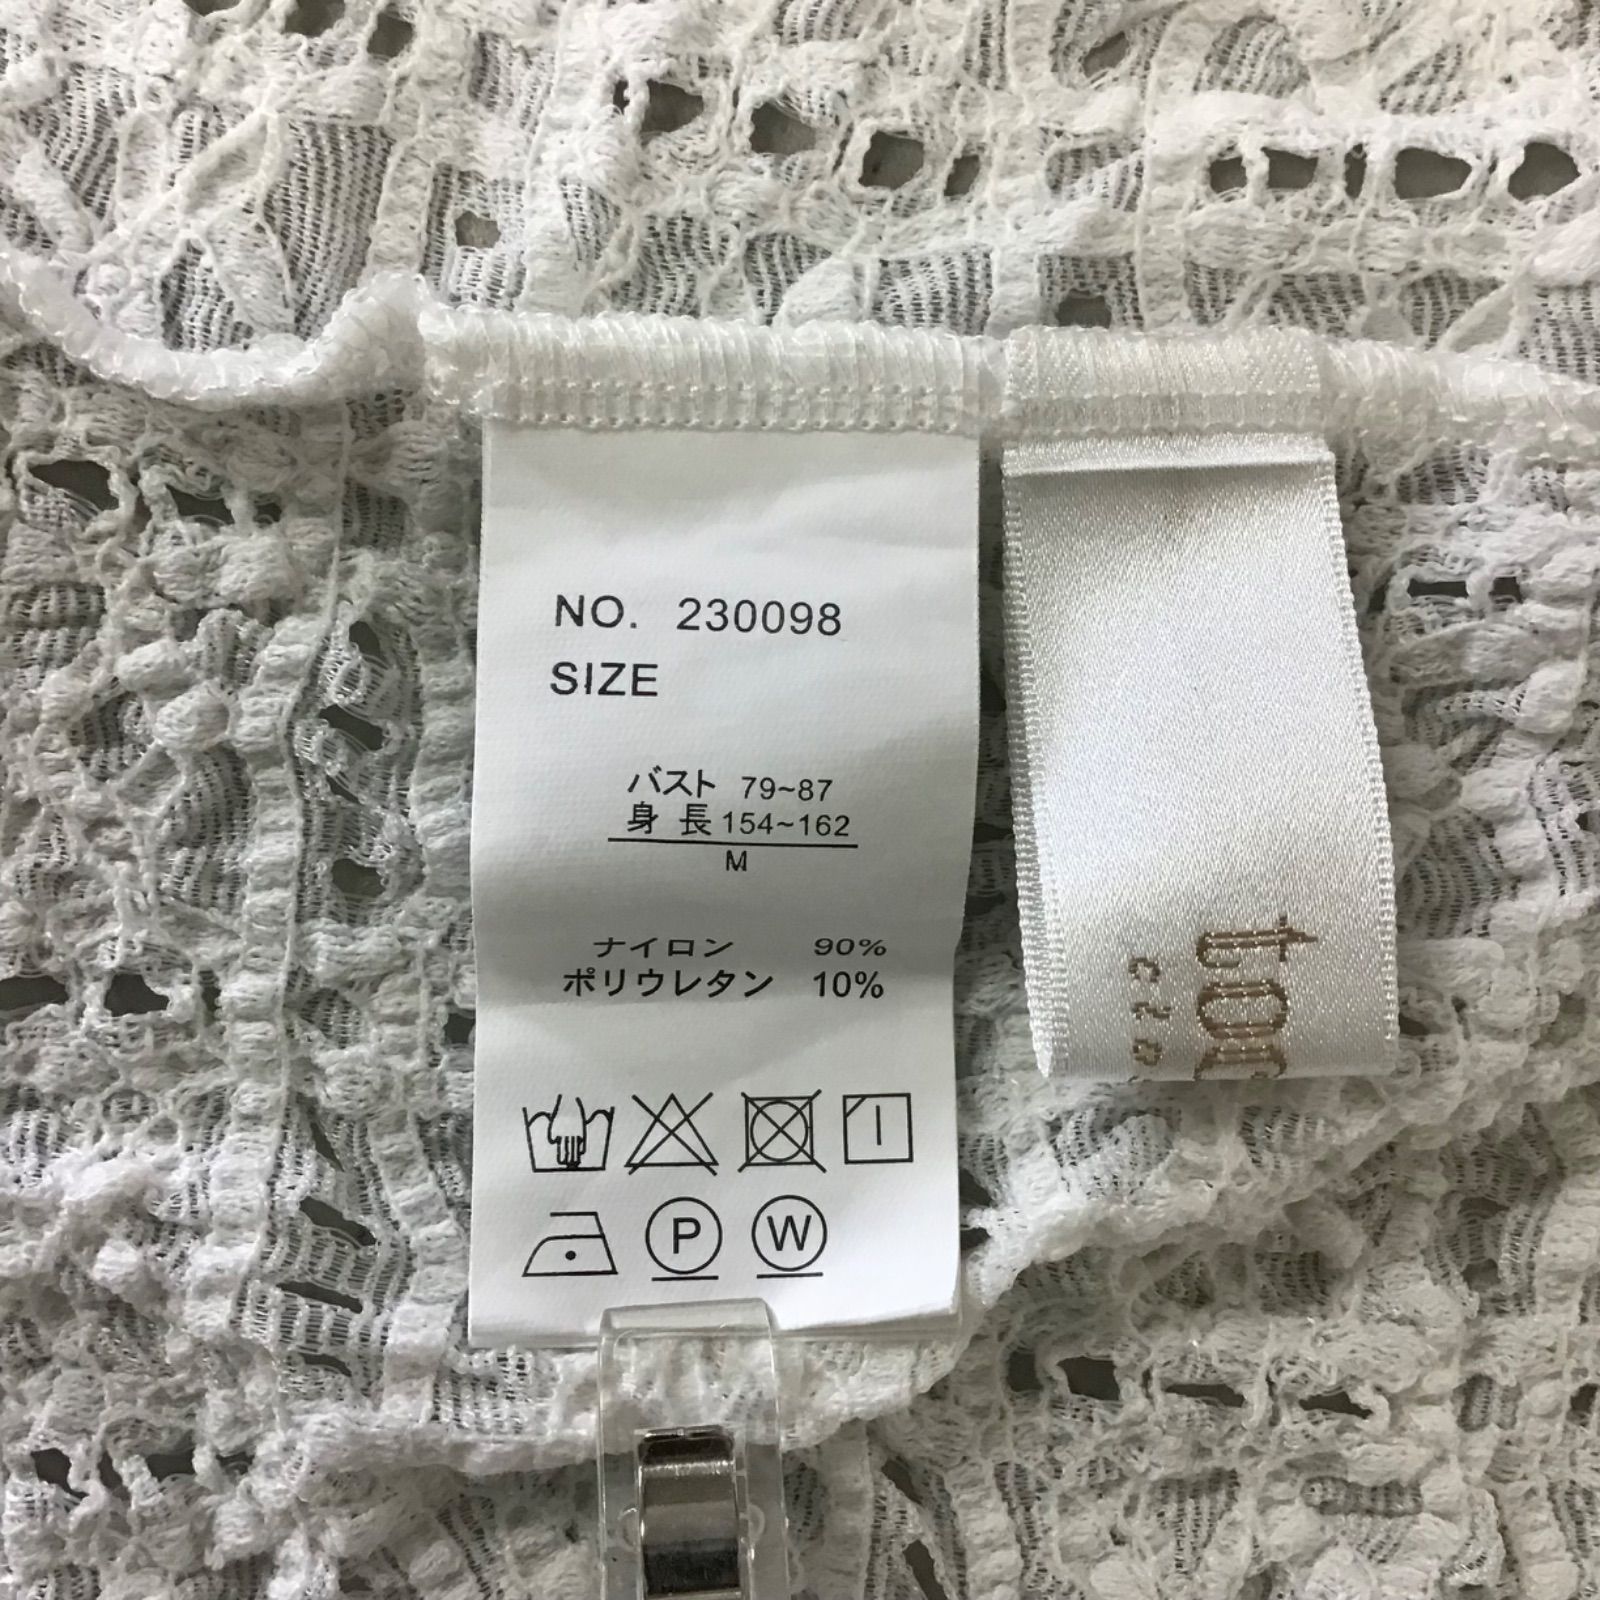 NO. 230098
SIZE
バスト 79~87
身長 154~162
M
ナイロン 90%
ポリウレタン 10%
P
W